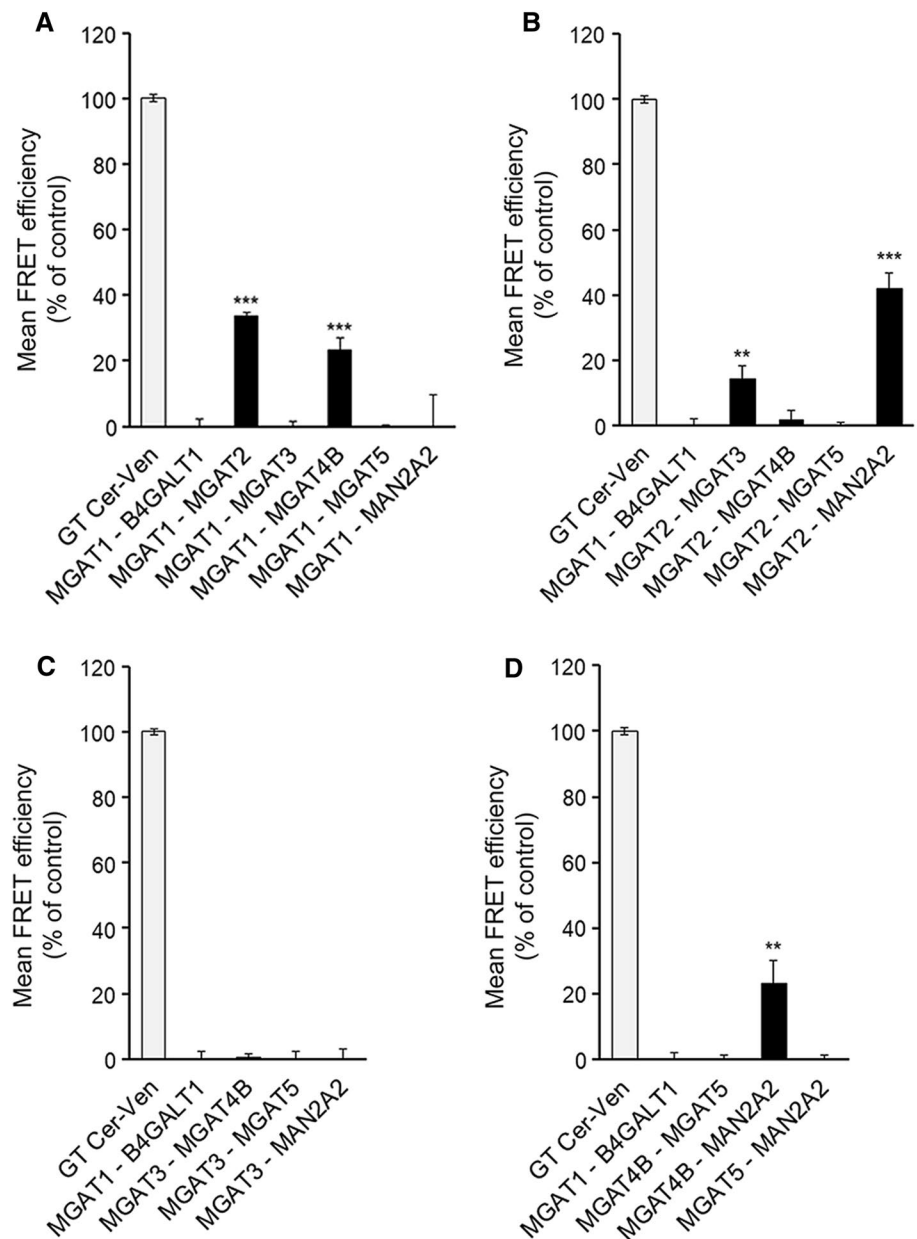 A
Mean FRET efficiency
(% of control)
120
100
80
60
40
20
0
***
***
GT Cer-Ven
MGAT1 - B4GALT1
MGAT1 - MGAT2
MGAT1 - MGAT3
MGAT1 - MGAT4B
MGAT1 - MGAT5
MGAT1 - MAN2A2
B
Mean FRET efficiency
(% of control)
120
100
80
60
40
20
0
**
***
GT Cer-Ven
MGAT1 - B4GALT1
MGAT2 - MGAT3
MGAT2 - MGAT4B
MGAT2 - MGAT5
MGAT2 - MAN2A2
C
Mean FRET efficiency
(% of control)
120
100
80
60
40
20
0
GT Cer-Ven
MGAT1 - B4GALT1
MGAT3 - MGAT4B
MGAT3 - MGAT5
MGAT3 - MAN2A2
D
Mean FRET efficiency
(% of control)
120
100
80
60
40
20
0
**
GT Cer-Ven
MGAT1 - B4GALT1
MGAT4B - MGAT5
MGAT4B - MAN2A2
MGAT5 - MAN2A2